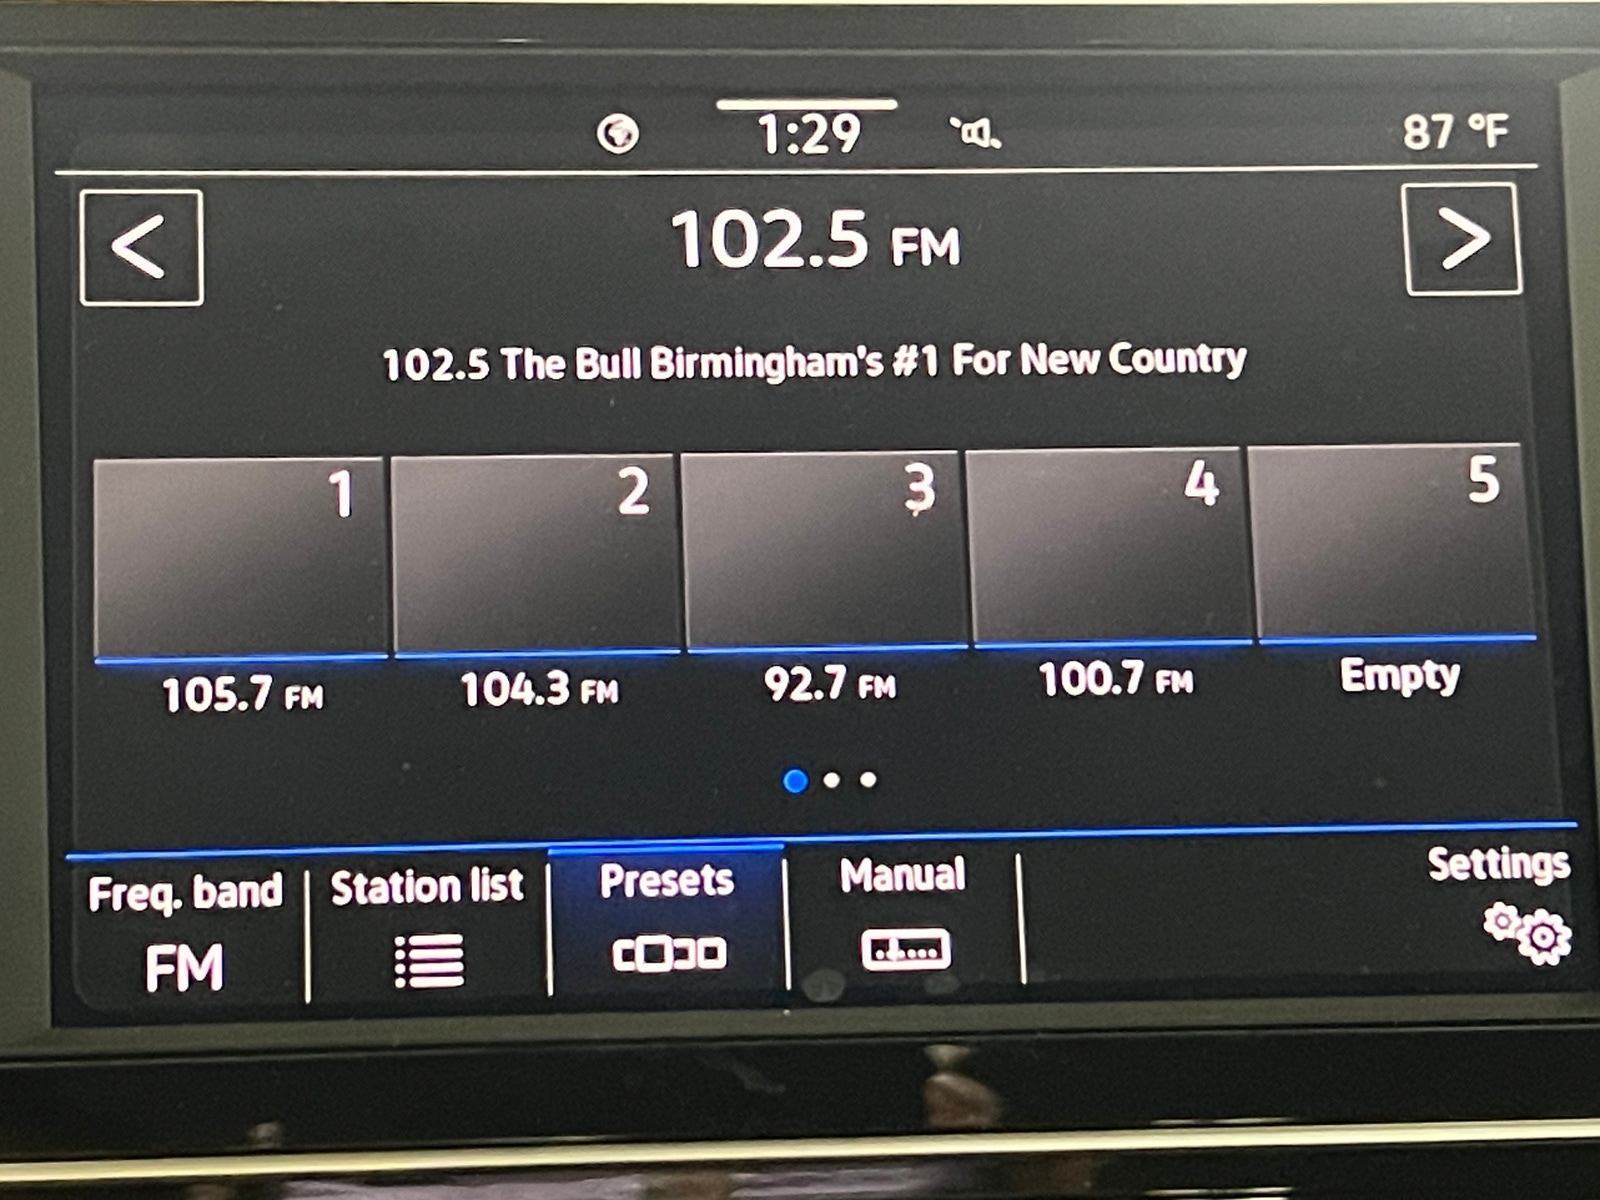 1:29
87 °F
102.5 FM
102.5 The Bull Birmingham's #1 For New Country
1 2 3 4 5
105.7 FM 104.3 FM 92.7 FM 100.7 FM Empty
Freq. band Station list Presets Manual Settings
FM